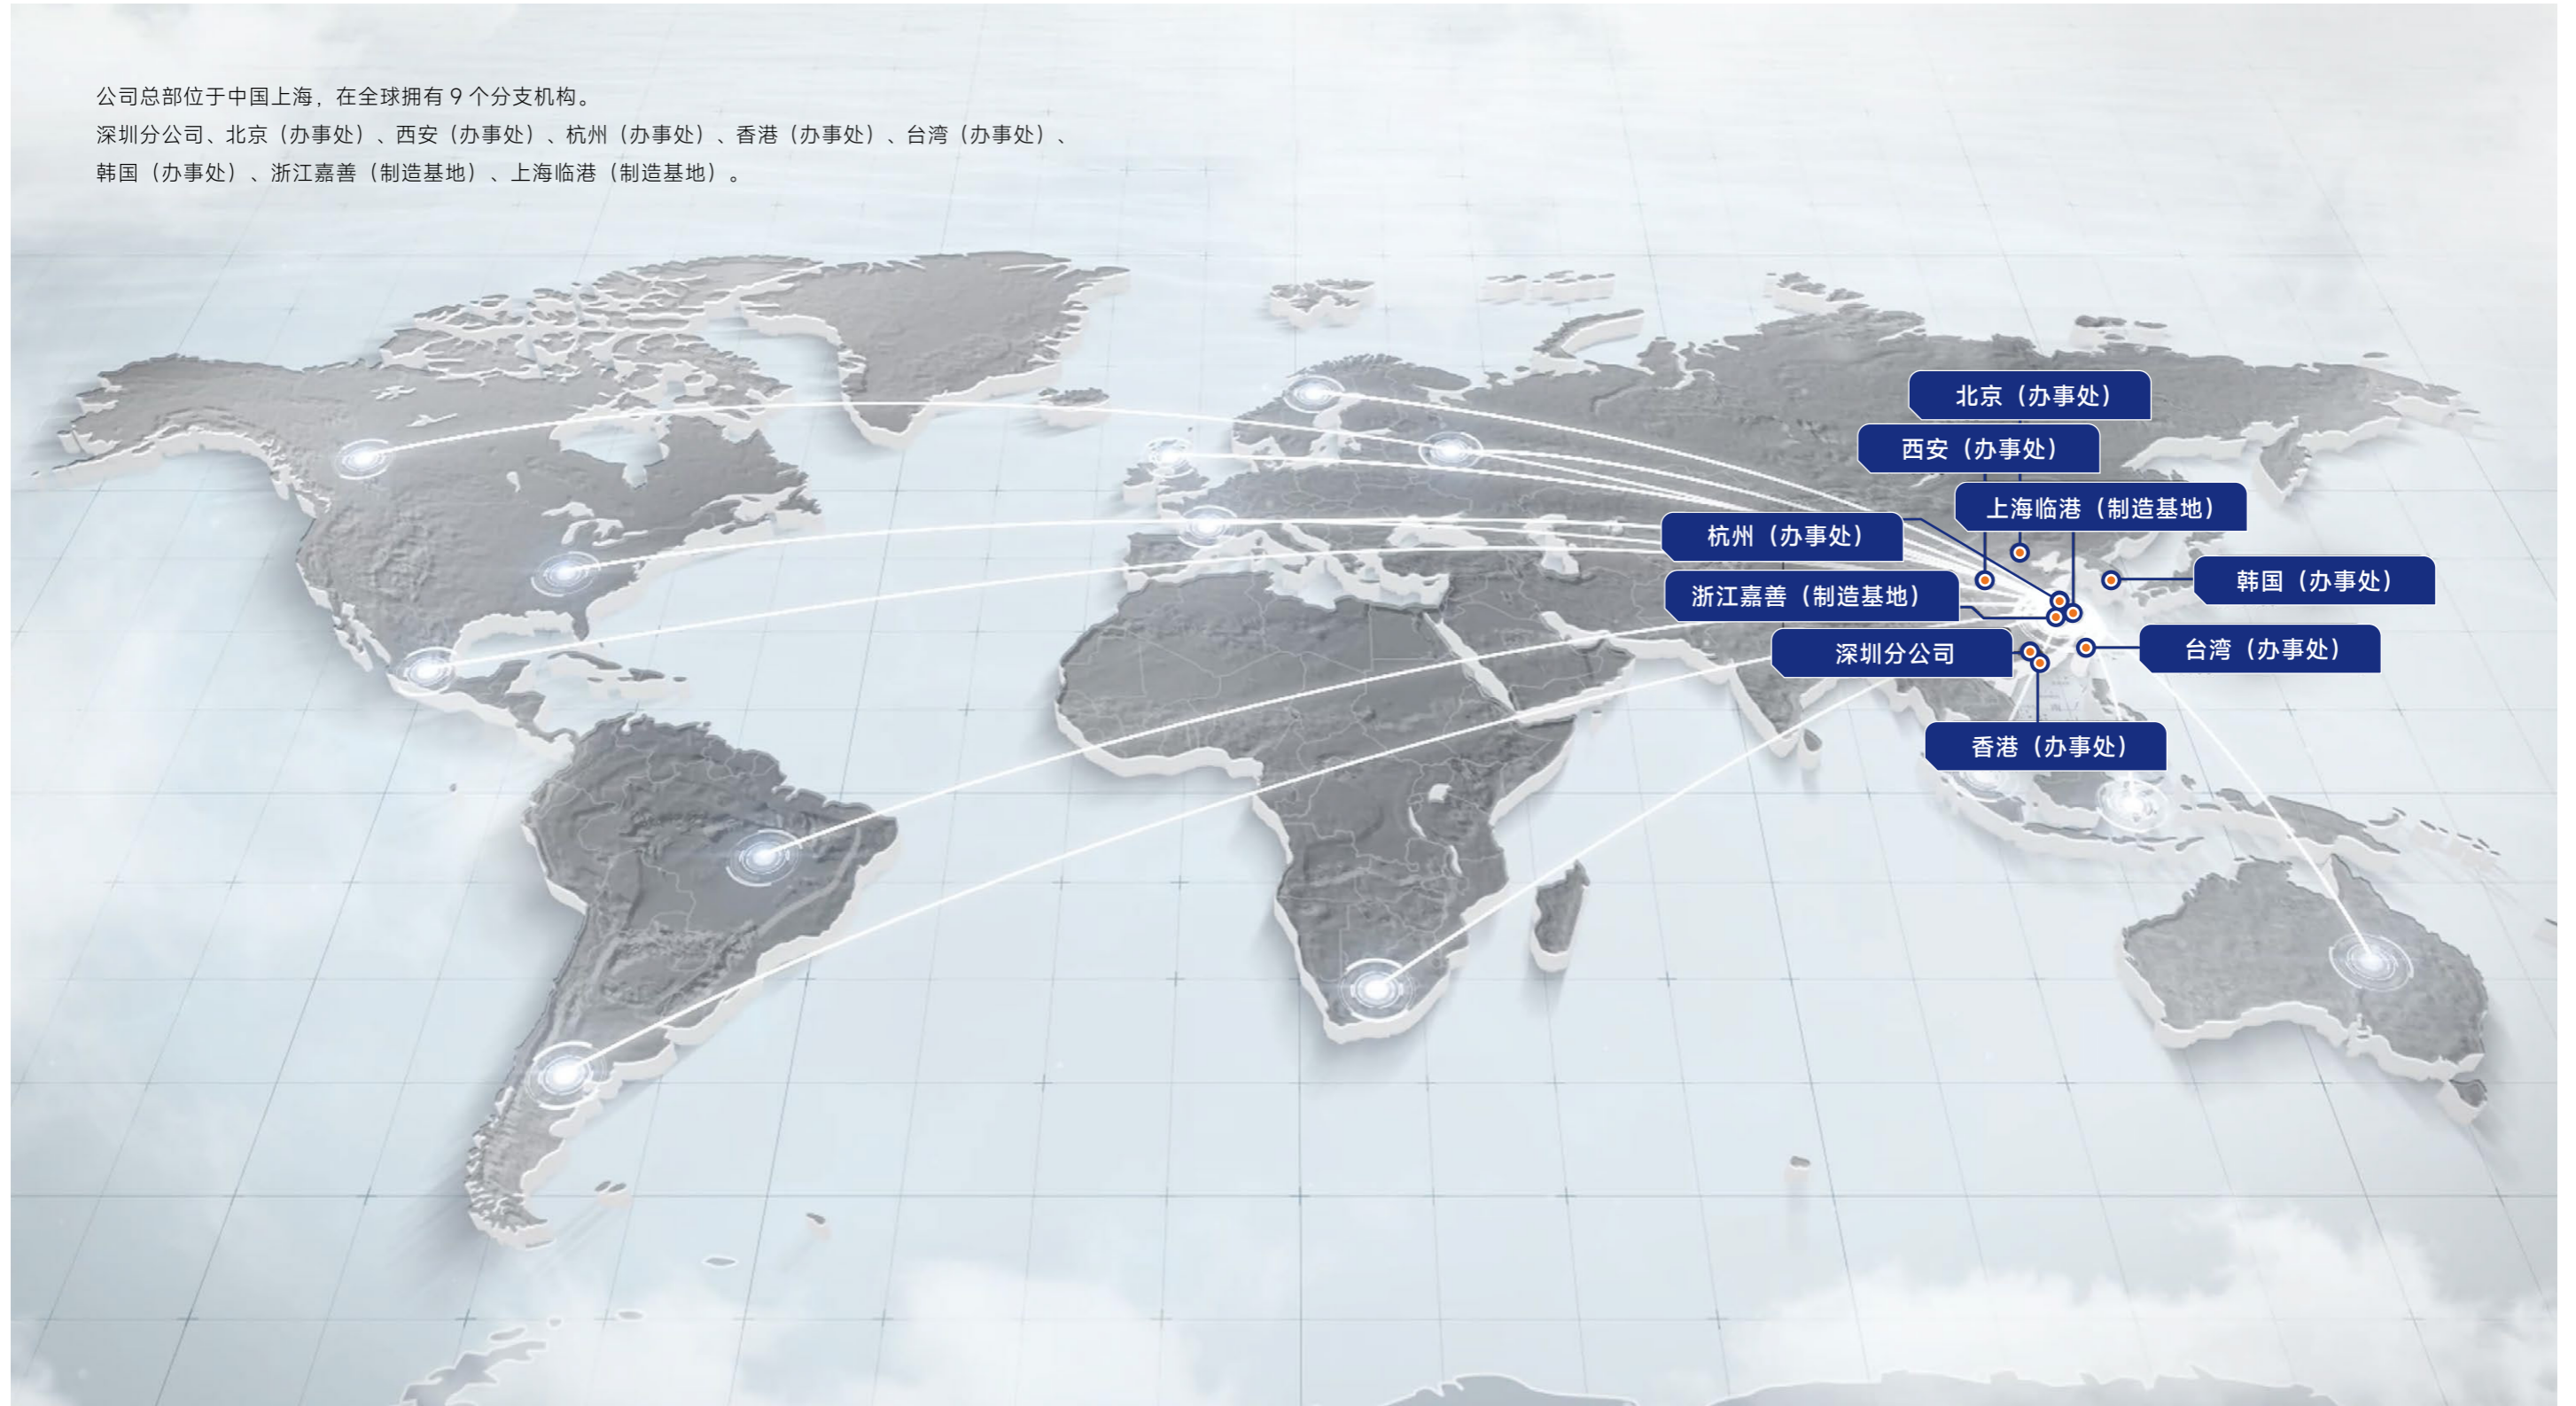 公司总部位于中国上海，在全球拥有 9 个分支机构。
深圳分公司、北京（办事处）、西安（办事处）、杭州（办事处）、香港（办事处）、台湾（办事处）、
韩国（办事处）、浙江嘉善（制造基地）、上海临港（制造基地）。
北京（办事处）
西安（办事处）
上海临港（制造基地）
杭州（办事处）
韩国（办事处）
浙江嘉善（制造基地）
台湾（办事处）
深圳分公司
香港（办事处）